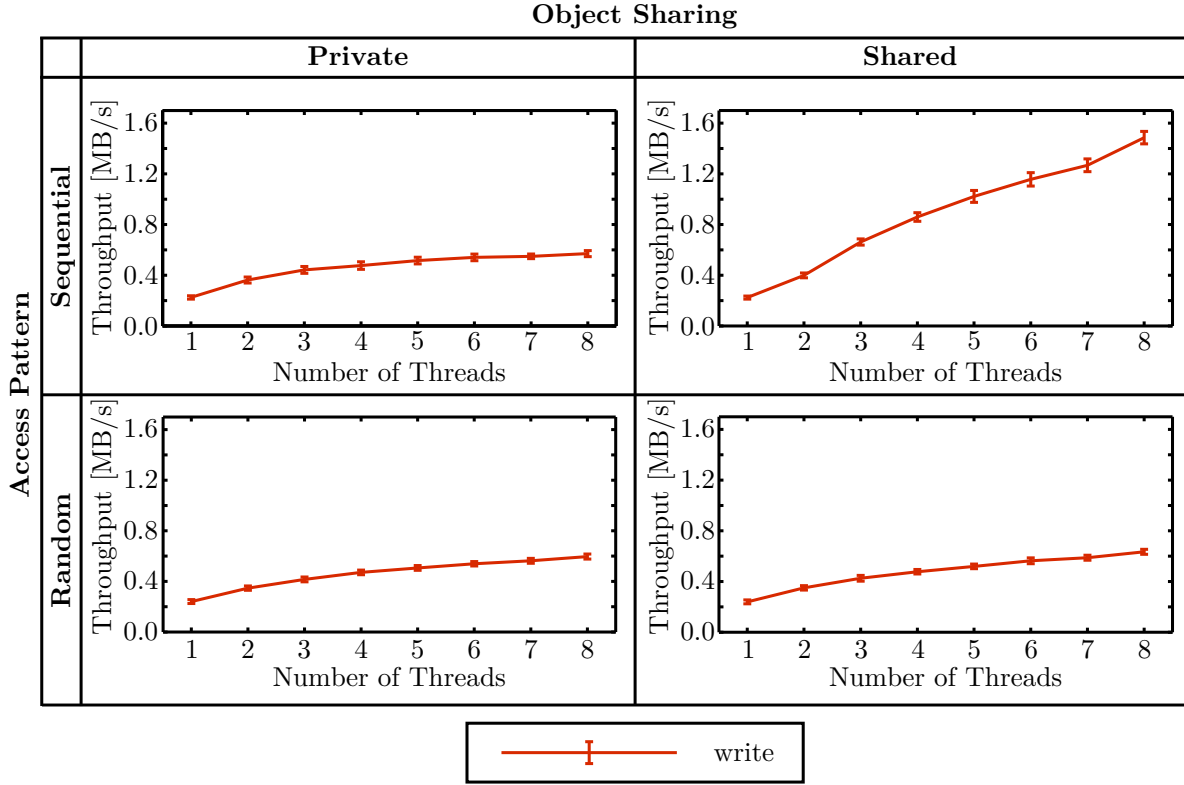 Object Sharing
Private
Shared
Access Pattern
Sequential
Throughput [MB/s]
1.6
1.2
0.8
0.4
0.0
1 2 3 4 5 6 7 8
Number of Threads
Throughput [MB/s]
1.6
1.2
0.8
0.4
0.0
1 2 3 4 5 6 7 8
Number of Threads
Random
Throughput [MB/s]
1.6
1.2
0.8
0.4
0.0
1 2 3 4 5 6 7 8
Number of Threads
Throughput [MB/s]
1.6
1.2
0.8
0.4
0.0
1 2 3 4 5 6 7 8
Number of Threads
write